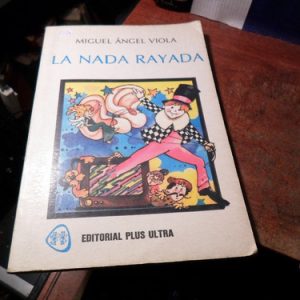 MIGUEL ÁNGEL VIOLA
LA NADA RAYADA
EDITORIAL PLUS ULTRA